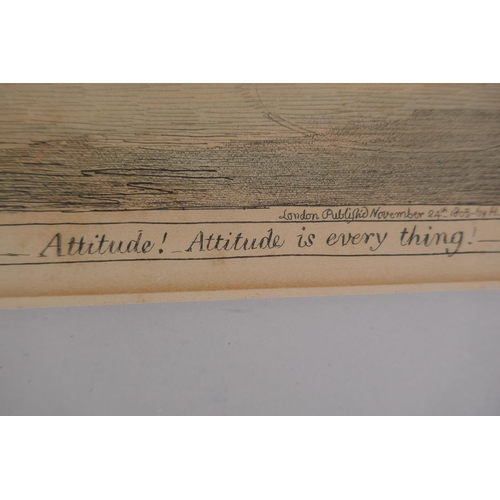 London Publish'd November 24th 1805 by
— Attitude! — Attitude is every thing! —